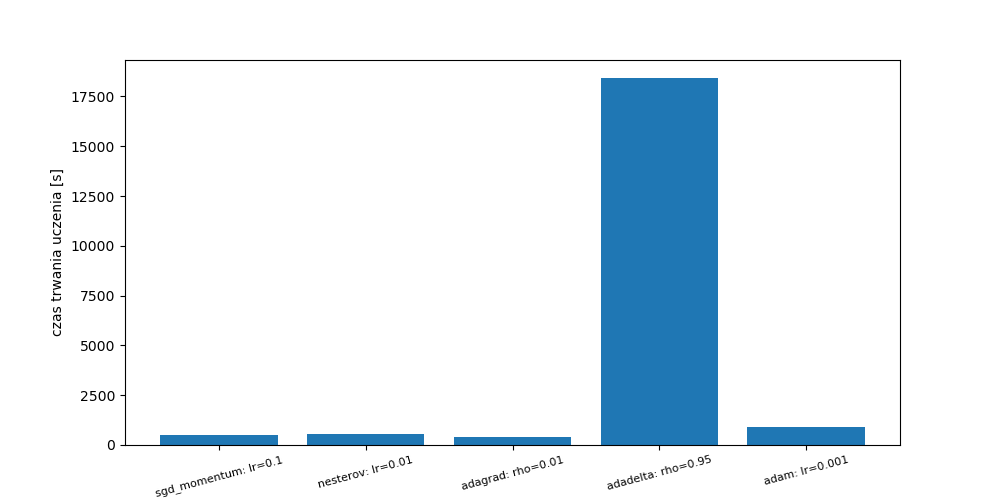 czas trwania uczenia [s]
17500
15000
12500
10000
7500
5000
2500
0
sgd_momentum: lr=0.1
nesterov: lr=0.01
adagrad: rho=0.01
adadelta: rho=0.95
adam: lr=0.001